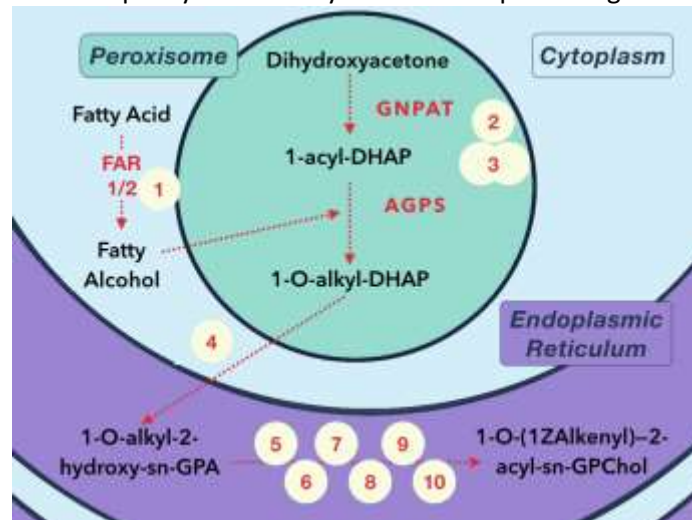 Peroxisome
Dihydroxyacetone
Cytoplasm
Fatty Acid
GNPAT
2
FAR
1/2
1
1-acyl-DHAP
3
AGPS
Fatty
Alcohol
1-O-alkyl-DHAP
4
Endoplasmic
Reticulum
1-O-alkyl-2-
hydroxy-sn-GPA
5
7
9
6
8
10
1-O-(1ZAlkenyl)–2-
acyl-sn-GPChol